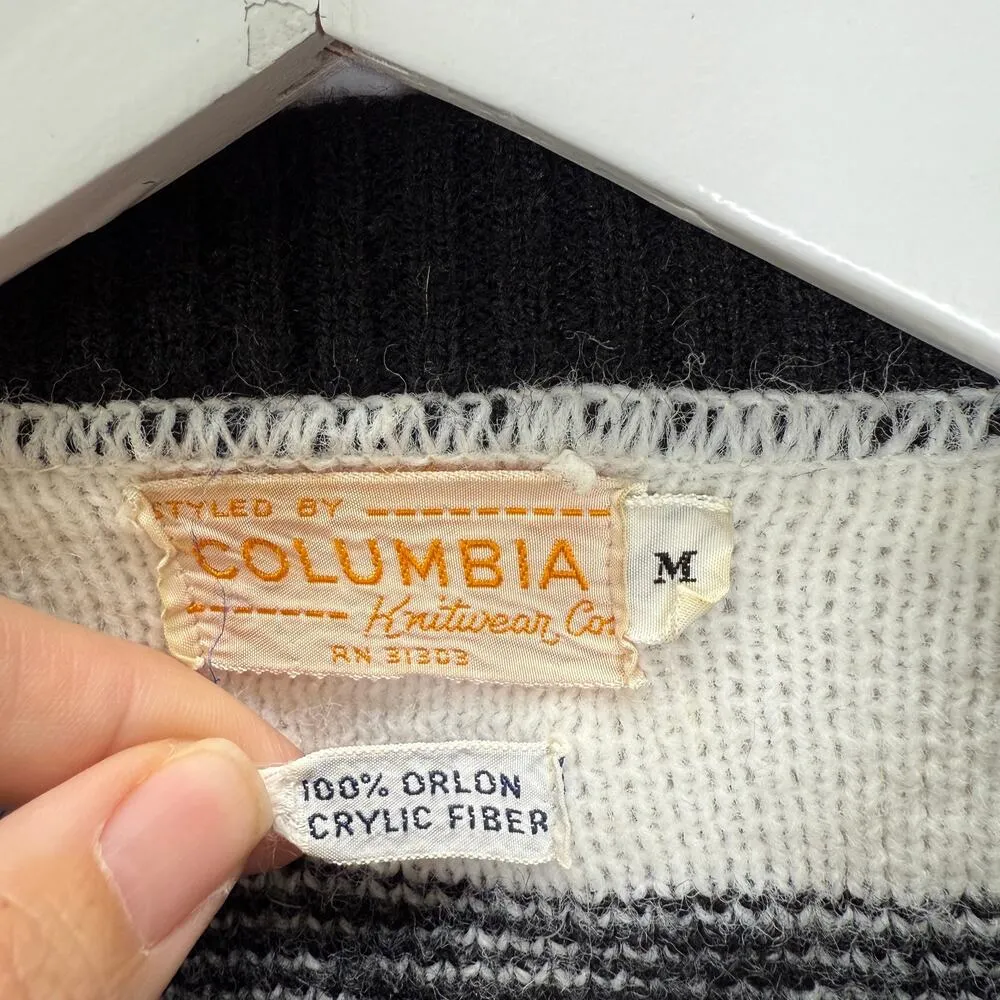 STYLED BY
COLUMBIA
Knitwear Co.
RN 31303
M
100% ORLON
CRYLIC FIBER